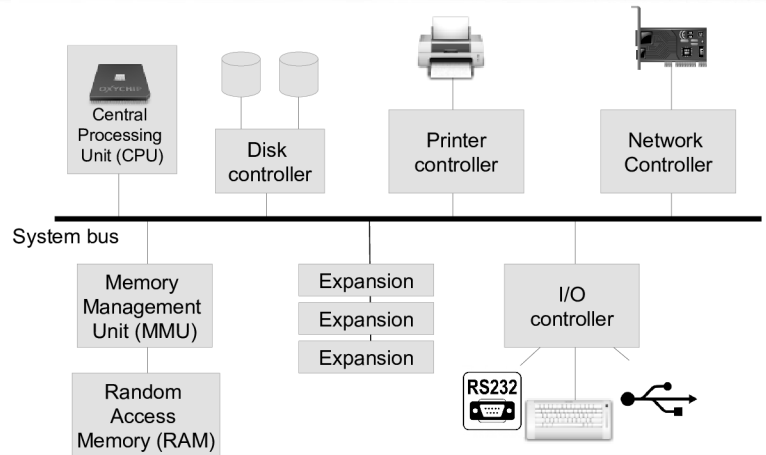 OXYCHIP
Central
Processing
Unit (CPU)
Disk
controller
Printer
controller
Network
Controller
System bus
Memory
Management
Unit (MMU)
Expansion
Expansion
Expansion
I/O
controller
Random
Access
Memory (RAM)
RS232